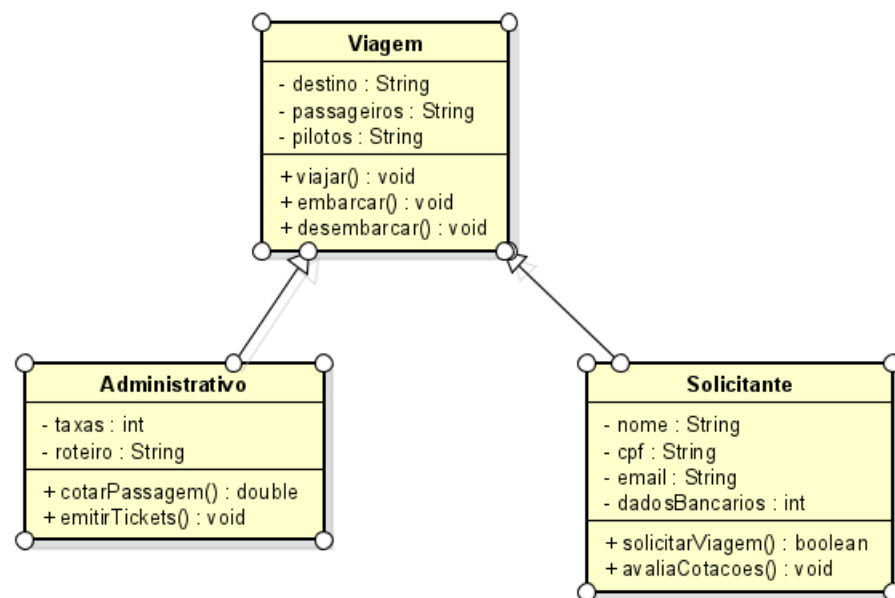 Viagem
- destino : String
- passageiros : String
- pilotos : String
+ viajar() : void
+ embarcar() : void
+ desembarcar() : void
Administrativo
- taxas : int
- roteiro : String
+ cotarPassagem() : double
+ emitirTickets() : void
Solicitante
- nome : String
- cpf : String
- email : String
- dadosBancarios : int
+ solicitarViagem() : boolean
+ avaliaCotacoes() : void